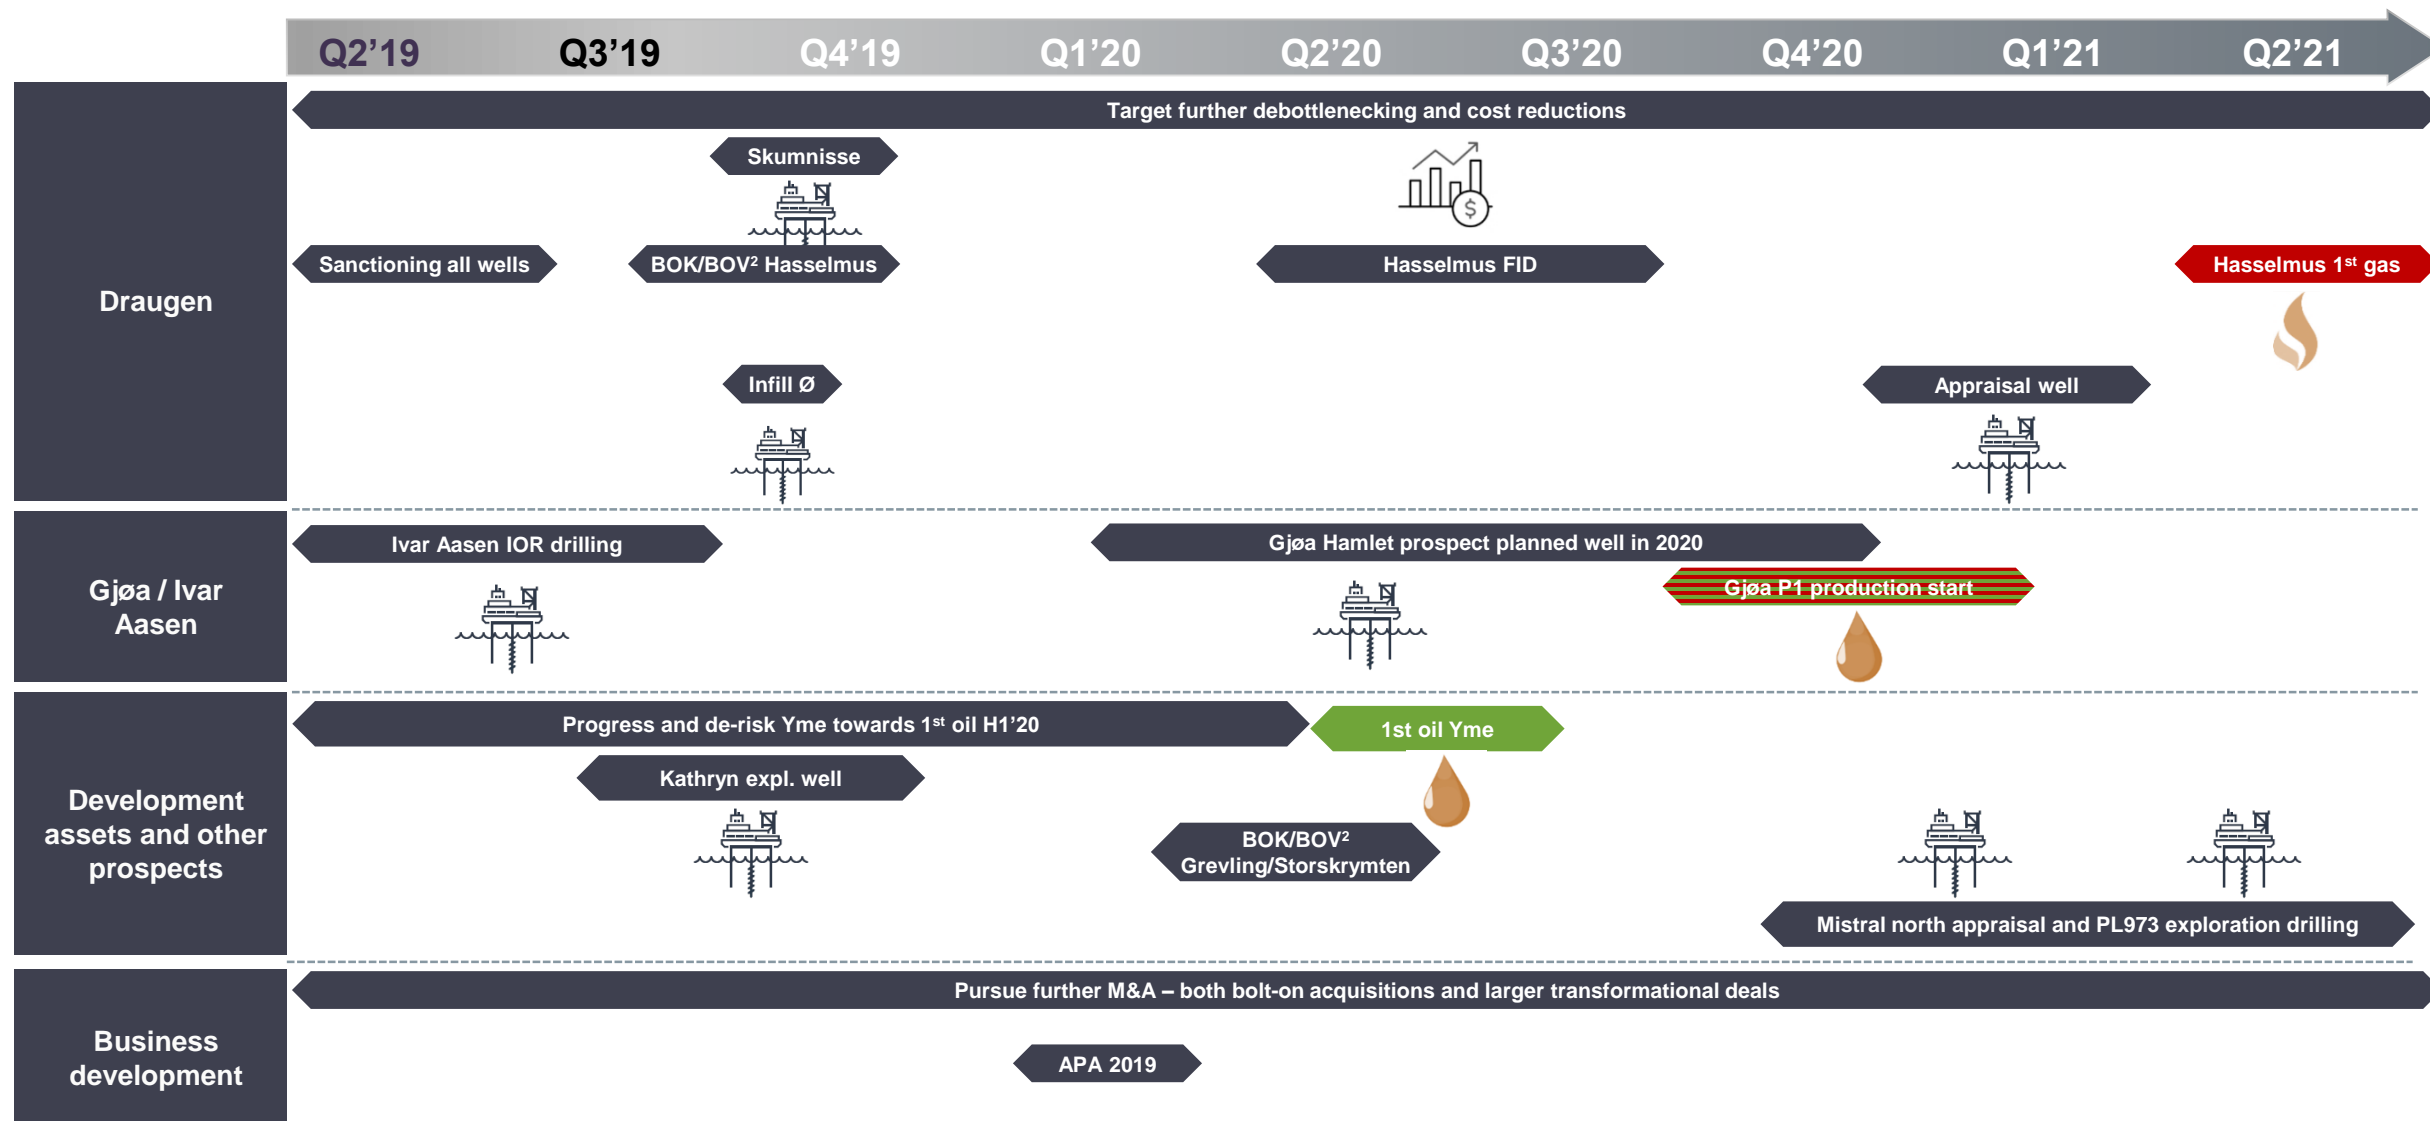 Q2’19 Q3’19 Q4’19 Q1’20 Q2’20 Q3’20 Q4’20 Q1’21 Q2’21
Draugen
Target further debottlenecking and cost reductions
Skumnisse
$
Sanctioning all wells
BOK/BOV² Hasselmus
Hasselmus FID
Hasselmus 1st gas
Infill Ø
Appraisal well
Gjøa / Ivar
Aasen
Ivar Aasen IOR drilling
Gjøa Hamlet prospect planned well in 2020
Gjøa P1 production start
Development
assets and other
prospects
Progress and de-risk Yme towards 1st oil H1’20
1st oil Yme
Kathryn expl. well
BOK/BOV²
Grevling/Storskrymten
Mistral north appraisal and PL973 exploration drilling
Business
development
Pursue further M&A – both bolt-on acquisitions and larger transformational deals
APA 2019